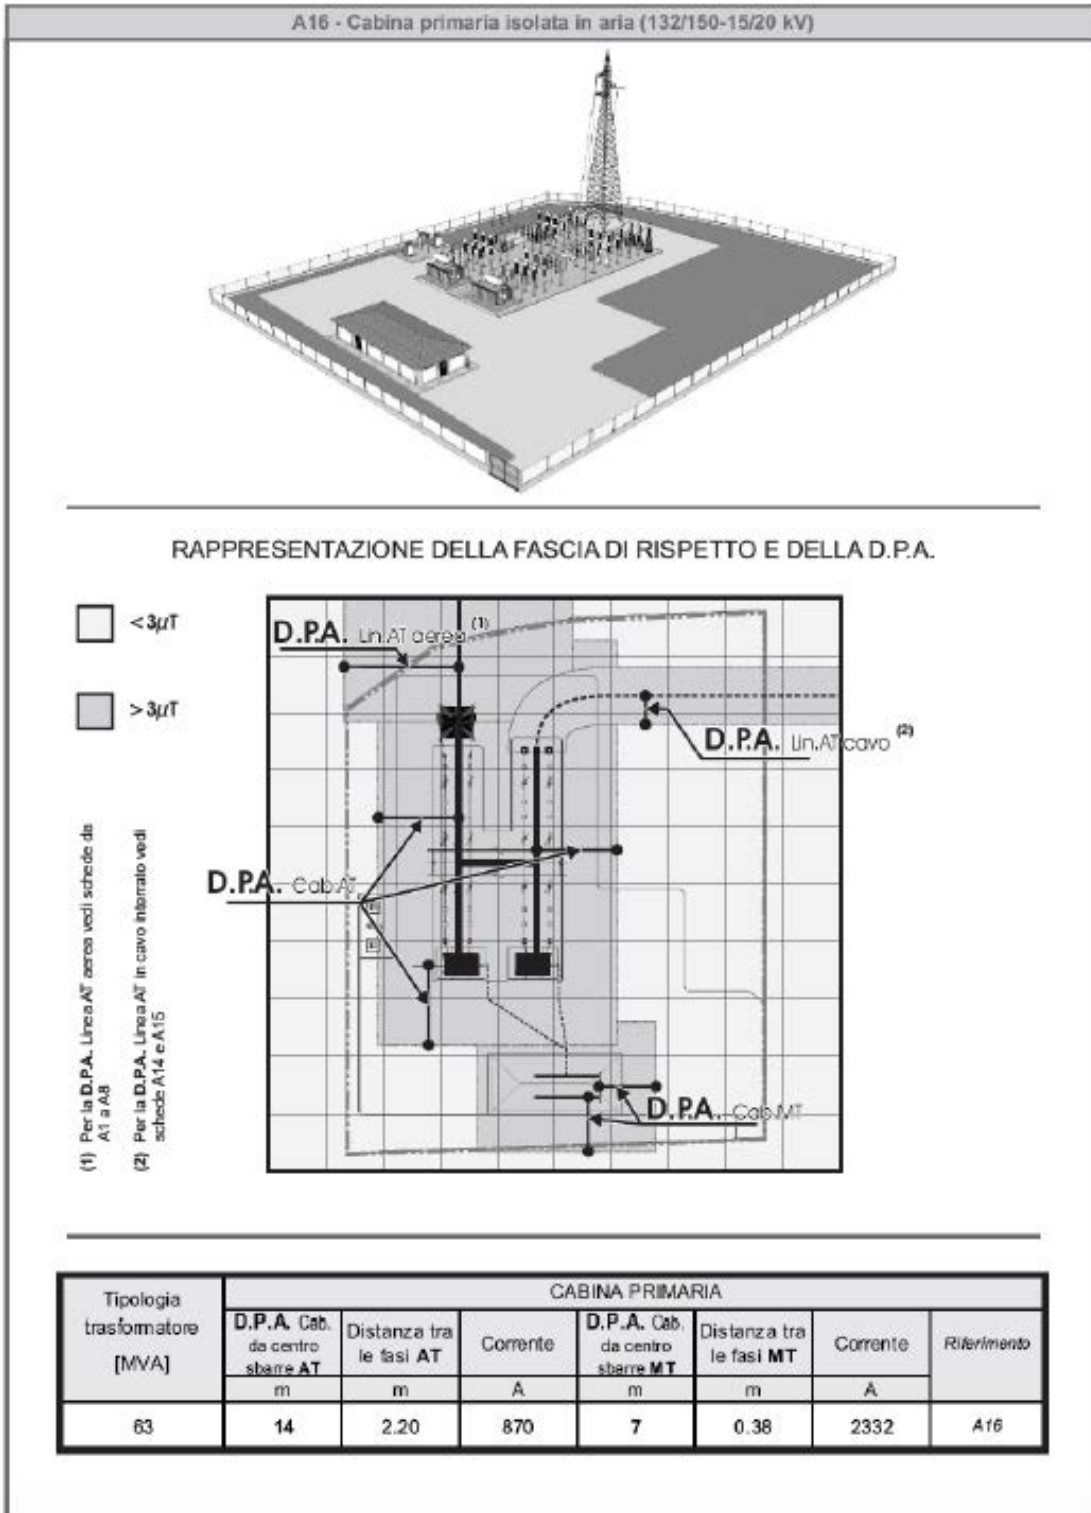 A16 - Cabina primaria isolata in aria (132/150-15/20 kV)
RAPPRESENTAZIONE DELLA FASCIA DI RISPETTO E DELLA D.P.A.
<3µT
>3µT
D.P.A. Lin.AT aerea (1)
D.P.A. Lin.AT cavo (2)
D.P.A. Cab.AT
D.P.A. Cab.MT
(1) Per la D.P.A. Linea AT aerea vedi schede da
A1 a A8
(2) Per la D.P.A. Linea AT in cavo interrato vedi
schede A14 e A15
Tipologia
trasformatore
[MVA]
CABINA PRIMARIA
D.P.A. Cab.
da centro
sbarre AT
Distanza tra
le fasi AT
Corrente
D.P.A. Cab.
da centro
sbarre MT
Distanza tra
le fasi MT
Corrente
Riferimento
m m A m m A
63 14 2.20 870 7 0.38 2332 A16